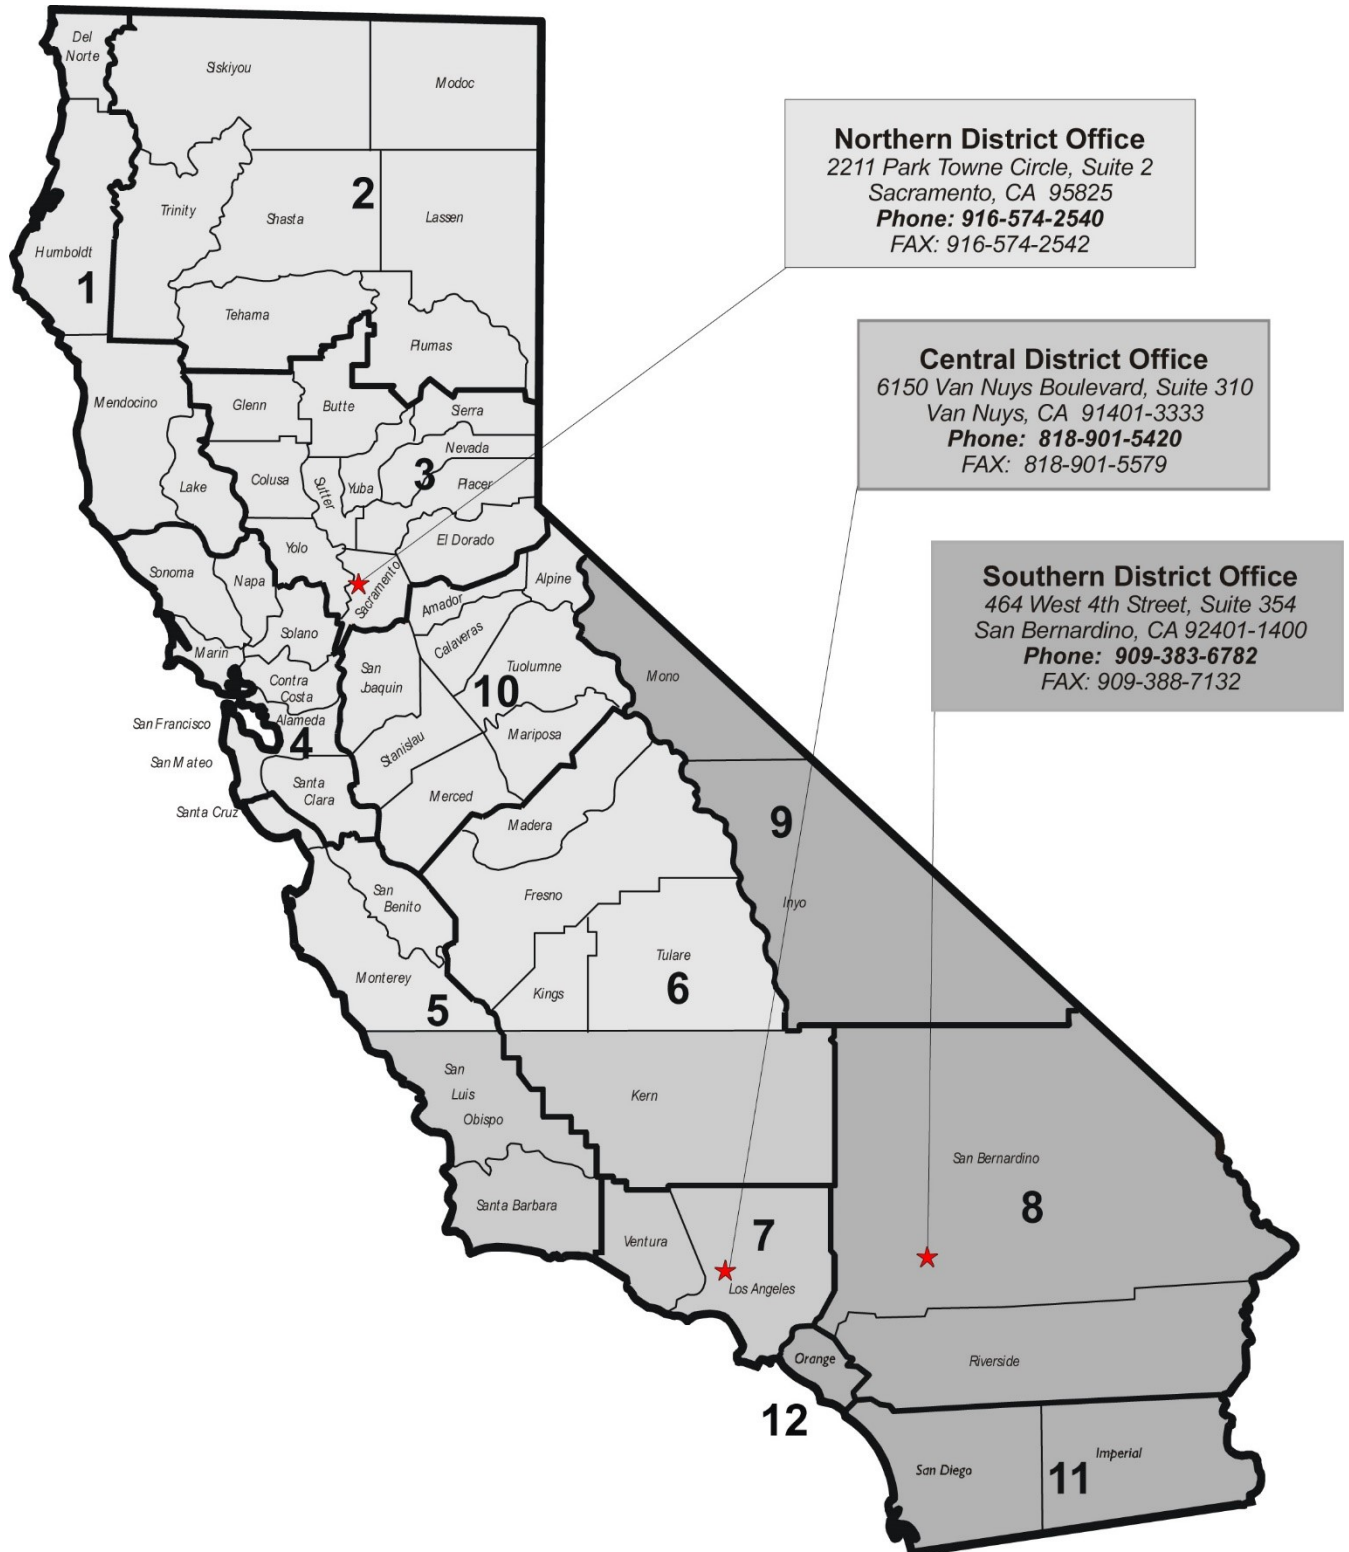 Del
Norte
Siskiyou
Modoc
Trinity
Shasta
2
Lassen
Humboldt
1
Tehama
Plumas
Mendocino
Glenn
Butte
Sierra
Nevada
Lake
Colusa
Sutter
Yuba
3
Placer
Yolo
El Dorado
Sonoma
Napa
Sacramento
Alpine
Amador
Solano
Calaveras
Marin
San
Joaquin
Tuolumne
Mono
Contra
Costa
10
San Francisco
Alameda
4
Stanislau
Mariposa
San Mateo
Santa
Clara
Merced
Santa Cruz
Madera
9
San
Benito
Fresno
Inyo
Monterey
Tulare
Kings
6
5
San
Luis
Obispo
Kern
San Bernardino
Santa Barbara
8
Ventura
7
Los Angeles
Orange
Riverside
12
San Diego
11
Imperial
Northern District Office
2211 Park Towne Circle, Suite 2
Sacramento, CA 95825
Phone: 916-574-2540
FAX: 916-574-2542
Central District Office
6150 Van Nuys Boulevard, Suite 310
Van Nuys, CA 91401-3333
Phone: 818-901-5420
FAX: 818-901-5579
Southern District Office
464 West 4th Street, Suite 354
San Bernardino, CA 92401-1400
Phone: 909-383-6782
FAX: 909-388-7132